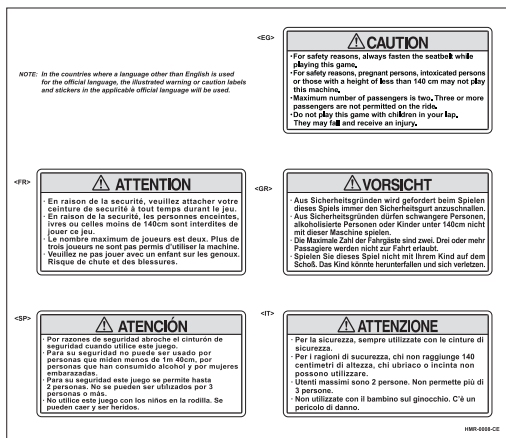 <EG>
⚠ CAUTION
•For safety reasons, always fasten the seatbelt while
playing this game.
•For safety reasons, pregnant persons, intoxicated persons
or those with a height of less than 140 cm may not play
this machine.
•Maximum number of passengers is two. Three or more
passengers are not permitted on the ride.
•Do not play this game with children in your lap.
They may fall and receive an injury.
NOTE: In the countries where a language other than English is used
for the official language, the illustrated warning or caution labels
and stickers in the applicable official language will be used.
<FR>
⚠ ATTENTION
· En raison de la securité, veuillez attacher votre
ceinture de securité à tout temps durant le jeu.
· En raison de la securité, les personnes enceintes,
ivres ou celles moins de 140cm sont interdites de
jouer ce jeu.
· Le nombre maximum de joueurs est deux. Plus de
trois joueurs ne sont pas permis d'utiliser la machine.
· Veuillez ne pas jouer avec un enfant sur les genoux.
Risque de chute et des blessures.
<GR>
⚠ VORSICHT
· Aus Sicherheitsgründen wird gefordert beim Spielen
dieses Spiels immer den Sicherheitsgurt anzuschnallen.
· Aus Sicherheitsgründen dürfen schwangere Personen,
alkoholisierte Personen oder Kinder unter 140cm nicht
mit dieser Maschine spielen.
· Die Maximale Zahl der Fahrgäste sind zwei. Drei oder mehr
Passagiere werden nicht zur Fahrt erlaubt.
· Spielen Sie dieses Spiel nicht mit Ihrem Kind auf dem
Schoß. Das Kind könnte herunterfallen und sich verletzen.
<SP>
⚠ ATENCIÓN
· Por razones de seguridad abroche el cinturón de
seguridad cuando utilice este juego.
· Para su seguridad no puede ser usado por
personas que miden menos de 1m 40cm, por
personas que han consumido alcohol y por mujeres
embarazadas.
· Para su seguridad este juego se permite hasta
2 personas. No se pueden ser utilizados por 3
personas o más.
· No utilice este juego con los niños en la rodilla. Se
pueden caer y ser heridos.
<IT>
⚠ ATTENZIONE
· Per la sicurezza, sempre utilizzate con le cinture di
sicurezza.
· Per i ragioni di sucurezza, chi non raggiunge 140
centimetri di altezza, chi ubriaco o incinta non
possono utilizzare.
· Utenti massimi sono 2 persone. Non permette più di
3 persone.
· Non utilizzate con il bambino sul ginocchio. C'è un
pericolo di danno.
HMR-0008-CE